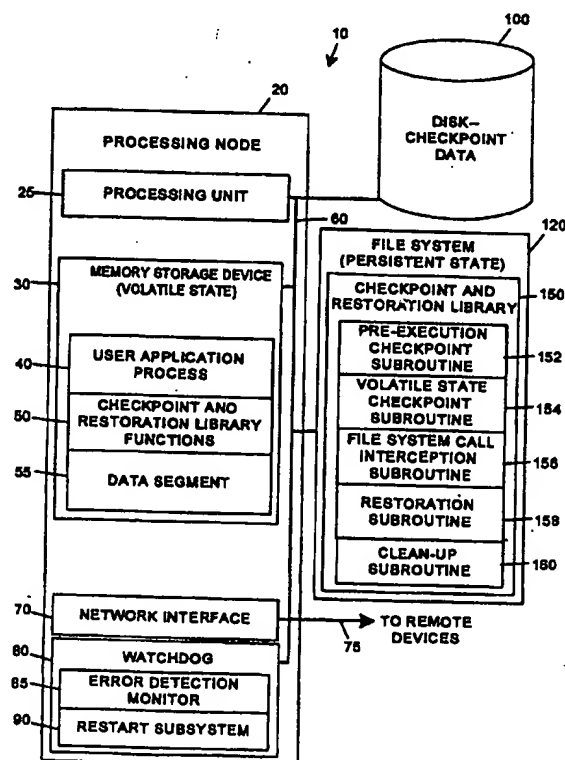 100
10
20
DISK-
CHECKPOINT
DATA
PROCESSING NODE
25
PROCESSING UNIT
60
FILE SYSTEM
(PERSISTENT STATE)
120
30
MEMORY STORAGE DEVICE
(VOLATILE STATE)
CHECKPOINT AND
RESTORATION LIBRARY
150
PRE-EXECUTION
CHECKPOINT
SUBROUTINE
152
40
USER APPLICATION
PROCESS
VOLATILE STATE
CHECKPOINT
SUBROUTINE
154
50
CHECKPOINT AND
RESTORATION LIBRARY
FUNCTIONS
FILE SYSTEM CALL
INTERCEPTION
SUBROUTINE
156
55
DATA SEGMENT
RESTORATION
SUBROUTINE
158
CLEAN-UP
SUBROUTINE
160
70
NETWORK INTERFACE
75
TO REMOTE
DEVICES
80
WATCHDOG
85
ERROR DETECTION
MONITOR
90
RESTART SUBSYSTEM